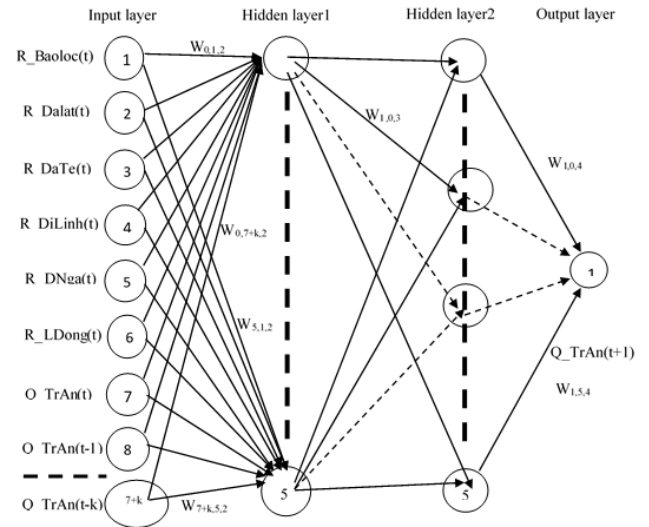 Input layer Hidden layer1 Hidden layer2 Output layer
R_Baoloc(t) 1 W0,1,2
R Dalat(t) 2 W1,0,3
R_DaTe(t) 3 W1,0,4
R DiLinh(t) 4 W0,7+k,2
1
R_DNga(t) 5
R_LDong(t) 6 W5,1,2
Q_TrAn(t+1)
O TrAn(t) 7 W1,5,4
O TrAn(t-1) 8
Q TrAn(t-k) 7+k W7+k,5,2 5 5